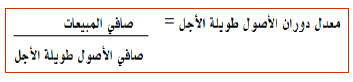 معدل دوران الأصول طويلة الأجل = صافي المبيعات
صافي الأصول طويلة الأجل